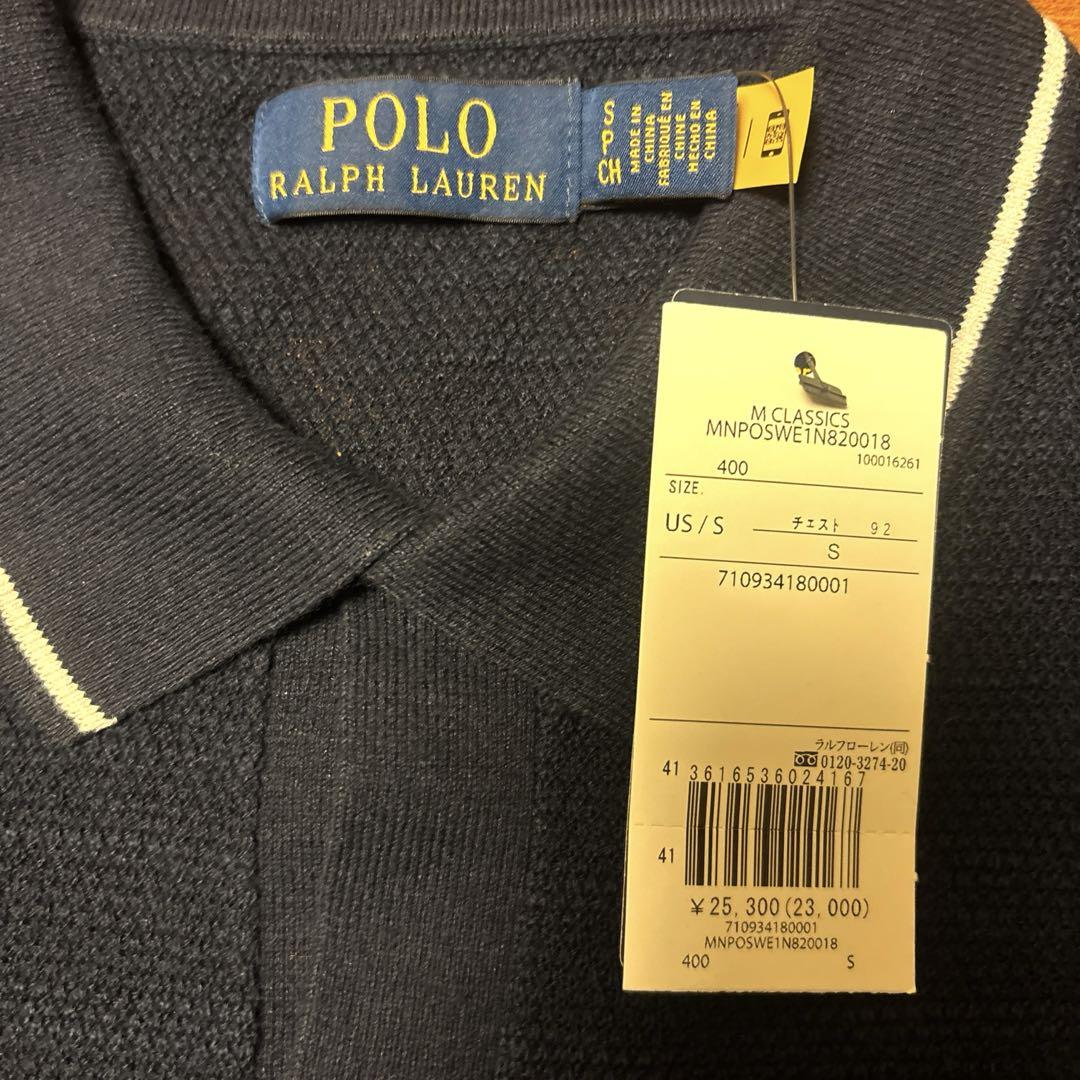 POLO
RALPH LAUREN
S
P
CH
MADE IN
CHINA
FABRIQUÉ EN
CHINE
HECHO EN
CHINA
M CLASSICS
MNPOSWE1N820018
100016261
400
SIZE.
US / S
チェスト 92
S
710934180001
ラルフローレン(同)
0120-3274-20
41
3616536024167
41
¥25,300(23,000)
710934180001
MNPOSWE1N820018
400 S